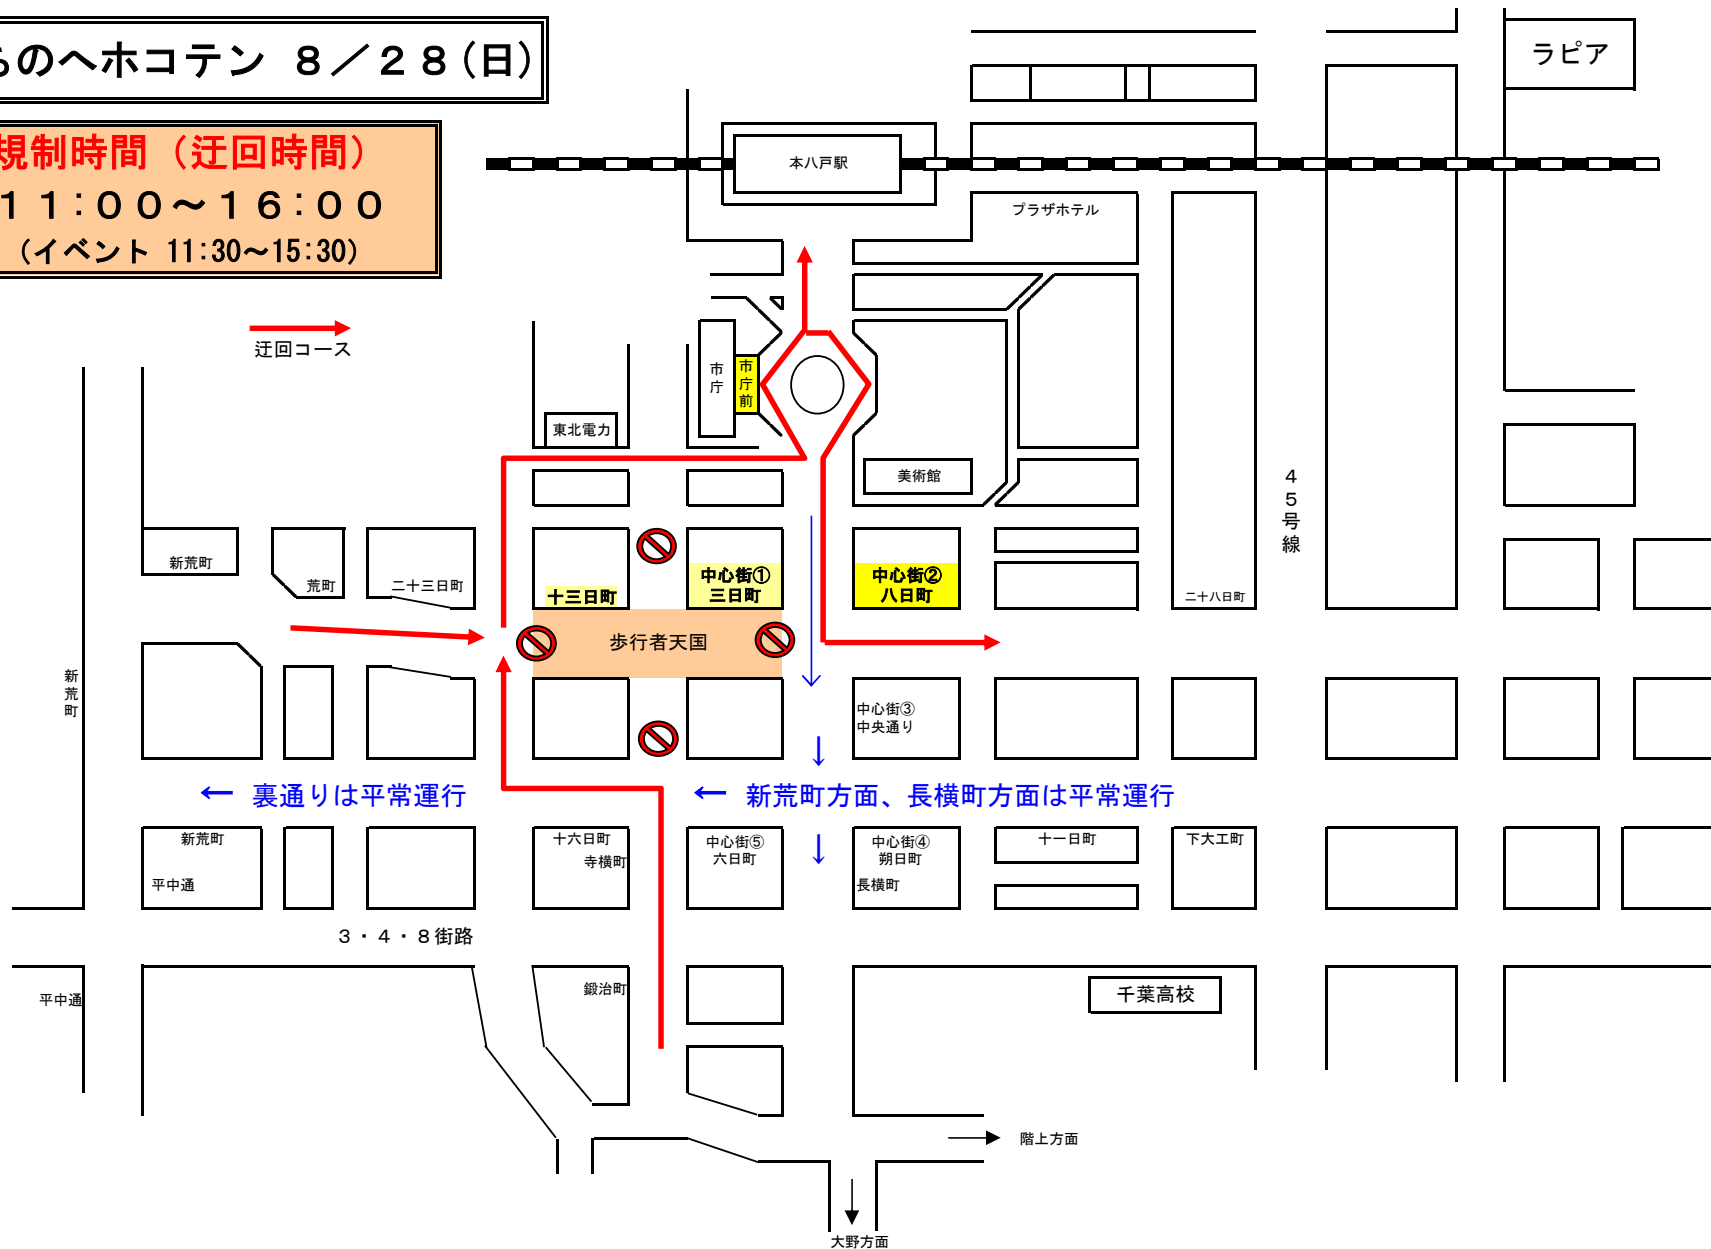 ちのへホコテン ８／２８(日)
規制時間（迂回時間）
１１：００～１６：００
(イベント 11:30～15:30)
ラピア
本八戸駅
プラザホテル
迂回コース
市庁
市庁前
東北電力
美術館
４５号線
新荒町
荒町
二十三日町
十三日町
中心街①
三日町
中心街②
八日町
二十八日町
歩行者天国
新荒町
中心街③
中央通り
← 裏通りは平常運行
← 新荒町方面、長横町方面は平常運行
新荒町
平中通
十六日町
寺横町
中心街⑤
六日町
中心街④
朔日町
長横町
十一日町
下大工町
３・４・８街路
平中通
鍛治町
千葉高校
階上方面
大野方面